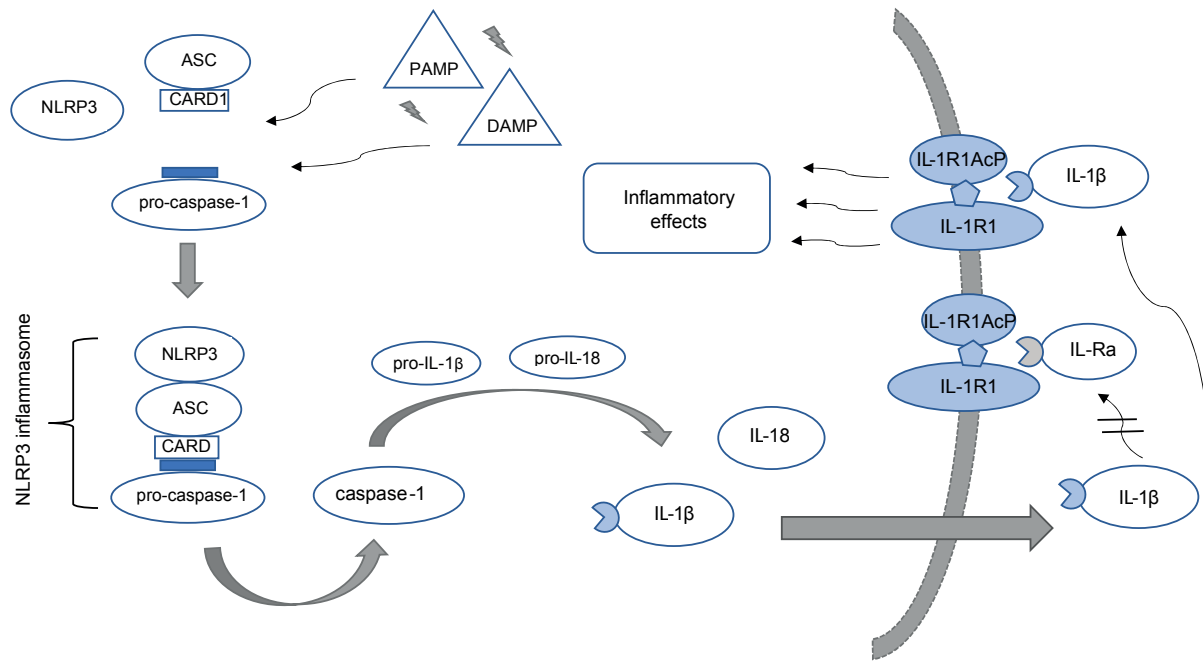 ASC
CARD1
NLRP3
pro-caspase-1
PAMP
DAMP
Inflammatory
effects
IL-1R1AcP
IL-1R1
IL-1β
IL-1R1AcP
IL-1R1
IL-Ra
IL-1β
NLRP3 inflammasome
NLRP3
ASC
CARD
pro-caspase-1
caspase-1
pro-IL-1β
pro-IL-18
IL-18
IL-1β